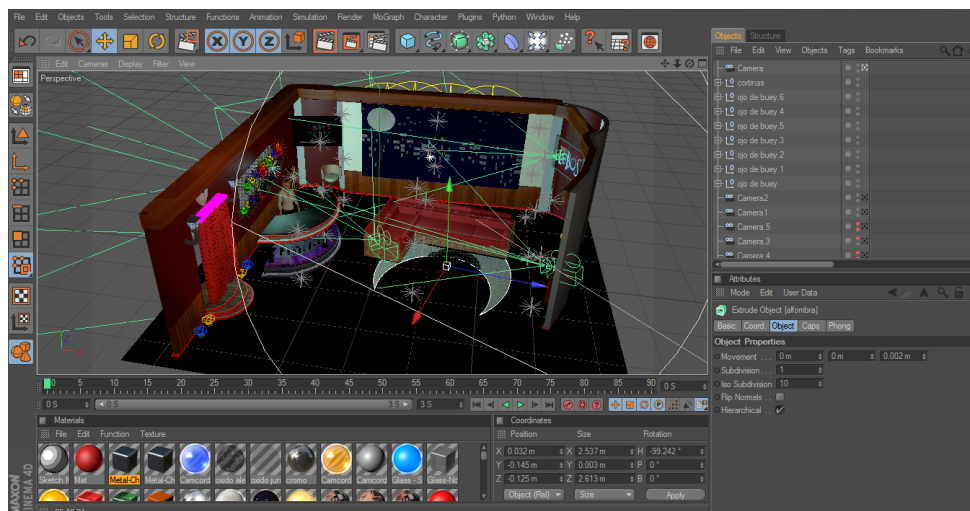 File Edit Objects Tools Selection Structure Functions Animation Simulation Render MoGraph Character Plugins Python Window Help
Objects Structure
File Edit View Objects Tags Bookmarks
Edit Cameras Display Filter View
Perspective
Camera
cortinas
ojo de buey.6
ojo de buey.4
ojo de buey.5
ojo de buey.3
ojo de buey.2
ojo de buey.1
ojo de buey
Camera2
Camera1
Camera.5
Camera.3
Camera.4
Attributes
Mode Edit User Data
Extrude Object [alfombra]
Basic Coord. Object Caps Phong
Object Properties
Movement . . . 0 m 0 m 0.002 m
Subdivision . . . 1
Iso Subdivision 10
Flip Normals . .
Hierarchical . .
0 5 10 15 20 25 30 35 40 45 50 55 60 65 70 75 80 85 90 0 S
0 S 0 S 3 S 3 S
Materials
File Edit Function Texture
Sketch M Mat Metal-Ch Metal-Ch Camcord oxido ale oxido jun cromo Camcord Camcord Glass - S Glass-No
Coordinates
Position Size Rotation
X 0.032 m X 2.537 m H -99.242 °
Y -0.145 m Y 0.003 m P 0 °
Z -0.125 m Z 2.613 m B 0 °
Object (Rel) Size Apply
MAXON
CINEMA 4D